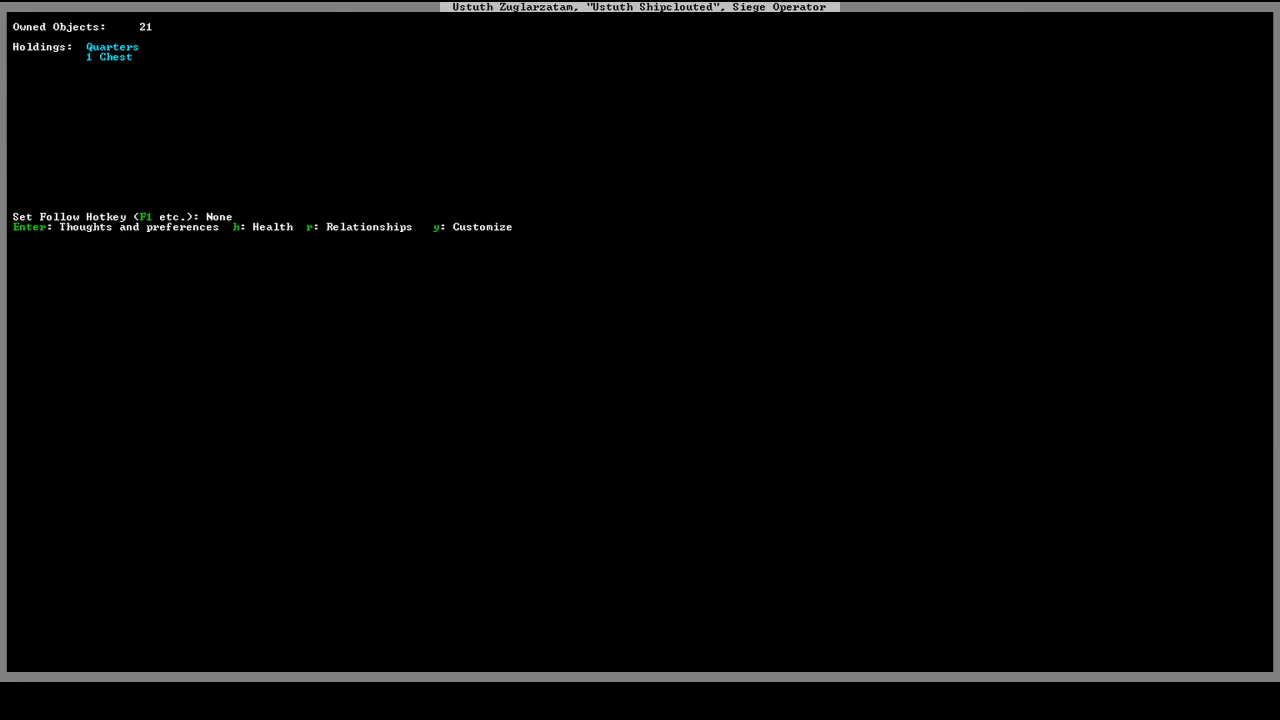 Ustuth Zuglarzatam, "Ustuth Shipclouted", Siege Operator
Owned Objects: 21
Holdings: Quarters
1 Chest
Set Follow Hotkey (F1 etc.): None
Enter: Thoughts and preferences h: Health r: Relationships y: Customize